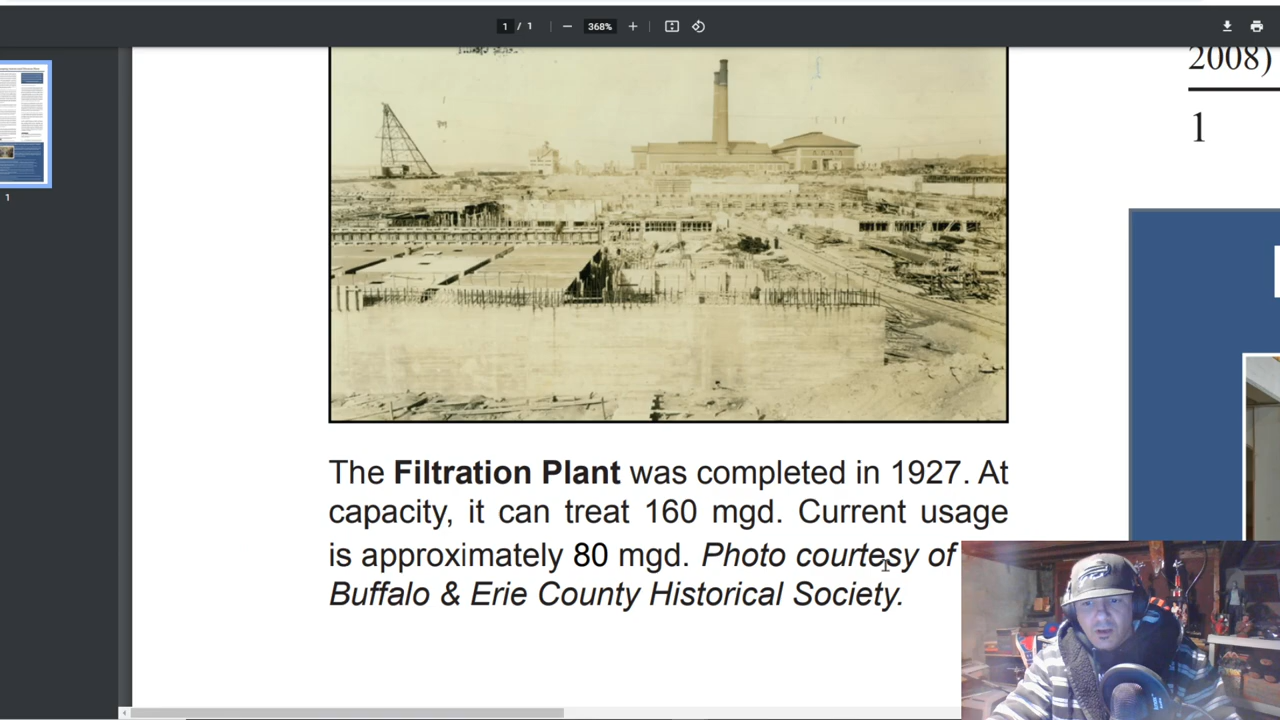 1 / 1
368%
2008)
1
1
The Filtration Plant was completed in 1927. At
capacity, it can treat 160 mgd. Current usage
is approximately 80 mgd. Photo courtesy of
Buffalo & Erie County Historical Society.